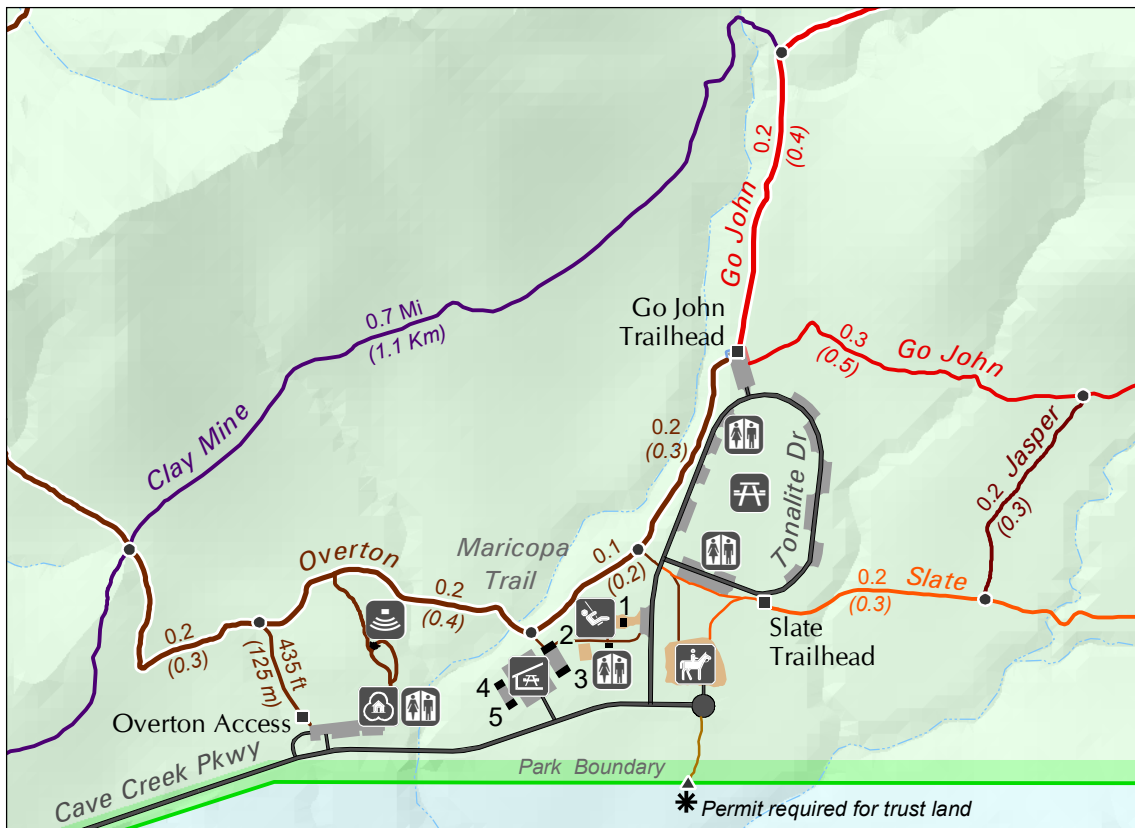 0.2
(0.4)
Go John
0.7 Mi
(1.1 Km)
Go John
Trailhead
0.3
(0.5)
Go John
Clay Mine
0.2
(0.3)
Tonalite Dr
0.2
(0.3)
Jasper
Overton
Maricopa
Trail
0.1
(0.2)
0.2
(0.4)
0.2
(0.3)
Slate
0.2
(0.3)
435 ft
(125 m)
1
2
3
4
5
Slate
Trailhead
Overton Access
Cave Creek Pkwy
Park Boundary
Permit required for trust land